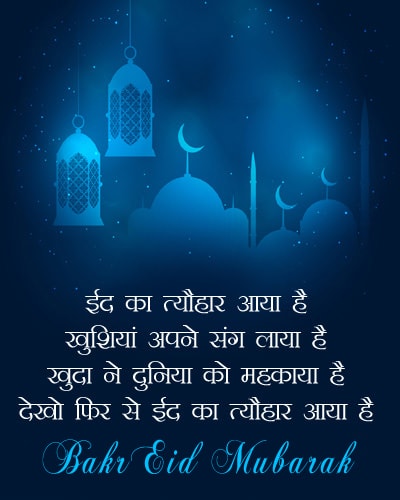 ईद का त्यौहार आया है
खुशियां अपने संग लाया है
खुदा ने दुनिया को महकाया है
देखो फिर से ईद का त्यौहार आया है
Bakr Eid Mubarak